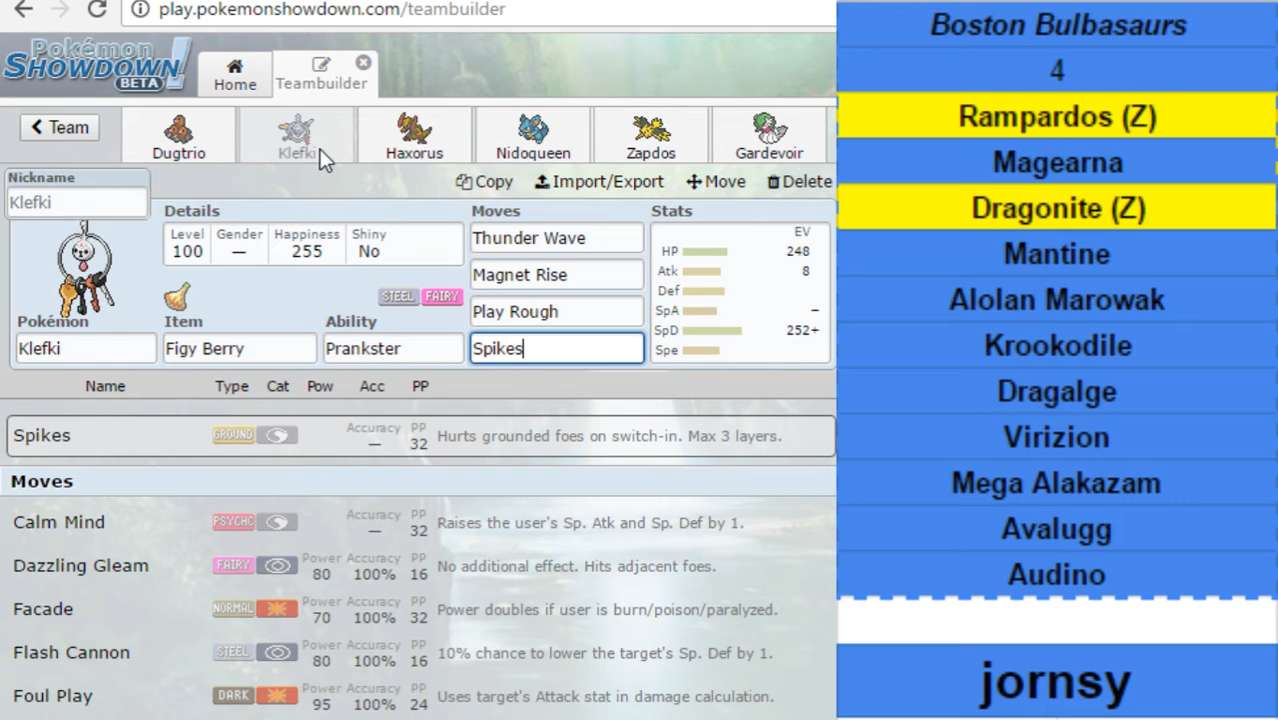 play.pokemonshowdown.com/teambuilder
Boston Bulbasaurs
4
Rampardos (Z)
Magearna
Dragonite (Z)
Mantine
Alolan Marowak
Krookodile
Dragalge
Virizion
Mega Alakazam
Avalugg
Audino
jornsy
Pokémon
SHOWDOWN!
BETA
Home
Teambuilder
Team
Dugtrio
Klefki
Haxorus
Nidoqueen
Zapdos
Gardevoir
Copy Import/Export Move Delete
Nickname
Klefki
Details
Level Gender Happiness Shiny
100 — 255 No
STEEL FAIRY
Pokémon Item Ability
Klefki Figy Berry Prankster
Moves
Thunder Wave
Magnet Rise
Play Rough
Spikes
Stats
EV
HP 248
Atk 8
Def
SpA –
SpD 252+
Spe
Name Type Cat Pow Acc PP
Spikes GROUND Accuracy — PP 32 Hurts grounded foes on switch-in. Max 3 layers.
Moves
Calm Mind PSYCHC Accuracy — PP 32 Raises the user's Sp. Atk and Sp. Def by 1.
Dazzling Gleam FAIRY Power 80 Accuracy 100% PP 16 No additional effect. Hits adjacent foes.
Facade NORMAL Power 70 Accuracy 100% PP 32 Power doubles if user is burn/poison/paralyzed.
Flash Cannon STEEL Power 80 Accuracy 100% PP 16 10% chance to lower the target's Sp. Def by 1.
Foul Play DARK Power 95 Accuracy 100% PP 24 Uses target's Attack stat in damage calculation.